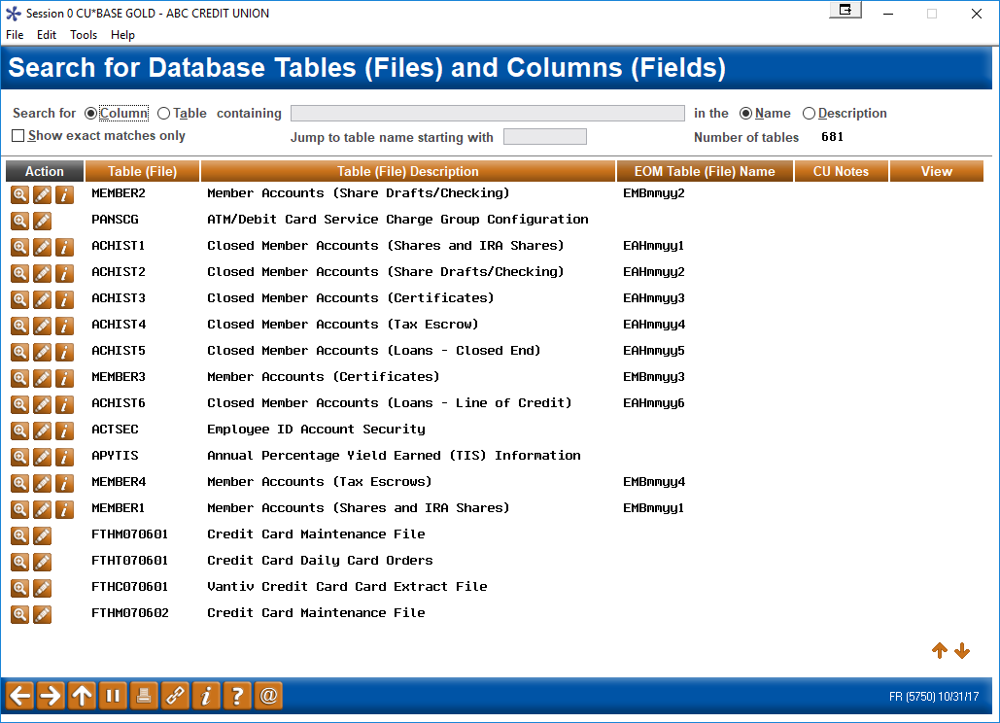 Session 0 CU*BASE GOLD - ABC CREDIT UNION
File Edit Tools Help
Search for Database Tables (Files) and Columns (Fields)
Search for Column Table containing in the Name Description
Show exact matches only Jump to table name starting with Number of tables 681
Action Table (File) Table (File) Description EOM Table (File) Name CU Notes View
MEMBER2 Member Accounts (Share Drafts/Checking) EMBmmyy2
PANSCG ATM/Debit Card Service Charge Group Configuration
ACHIST1 Closed Member Accounts (Shares and IRA Shares) EAHmmyy1
ACHIST2 Closed Member Accounts (Share Drafts/Checking) EAHmmyy2
ACHIST3 Closed Member Accounts (Certificates) EAHmmyy3
ACHIST4 Closed Member Accounts (Tax Escrow) EAHmmyy4
ACHIST5 Closed Member Accounts (Loans - Closed End) EAHmmyy5
MEMBER3 Member Accounts (Certificates) EMBmmyy3
ACHIST6 Closed Member Accounts (Loans - Line of Credit) EAHmmyy6
ACTSEC Employee ID Account Security
APYTIS Annual Percentage Yield Earned (TIS) Information
MEMBER4 Member Accounts (Tax Escrows) EMBmmyy4
MEMBER1 Member Accounts (Shares and IRA Shares) EMBmmyy1
FTHM070601 Credit Card Maintenance File
FTHT070601 Credit Card Daily Card Orders
FTHC070601 Vantiv Credit Card Card Extract File
FTHM070602 Credit Card Maintenance File
FR (5750) 10/31/17